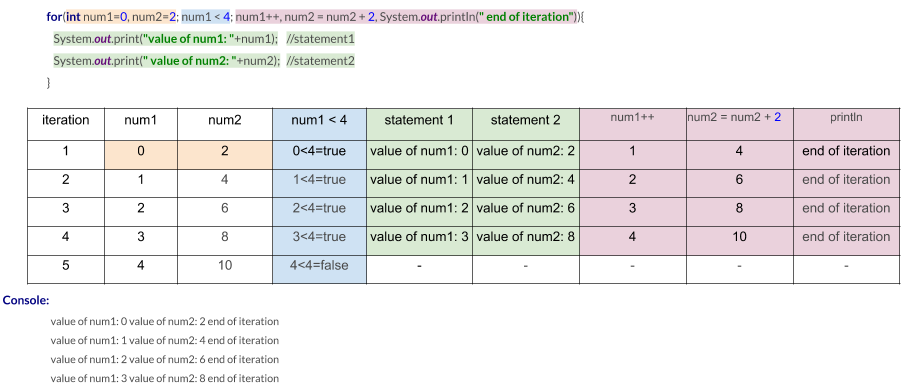 for(int num1=0, num2=2; num1 < 4; num1++, num2 = num2 + 2, System.out.println(" end of iteration")){
System.out.print("value of num1: "+num1); //statement1
System.out.print(" value of num2: "+num2); //statement2
}
iteration num1 num2 num1 < 4 statement 1 statement 2 num1++ num2 = num2 + 2 println
1 0 2 0<4=true value of num1: 0 value of num2: 2 1 4 end of iteration
2 1 4 1<4=true value of num1: 1 value of num2: 4 2 6 end of iteration
3 2 6 2<4=true value of num1: 2 value of num2: 6 3 8 end of iteration
4 3 8 3<4=true value of num1: 3 value of num2: 8 4 10 end of iteration
5 4 10 4<4=false - - - - -
Console:
value of num1: 0 value of num2: 2 end of iteration
value of num1: 1 value of num2: 4 end of iteration
value of num1: 2 value of num2: 6 end of iteration
value of num1: 3 value of num2: 8 end of iteration